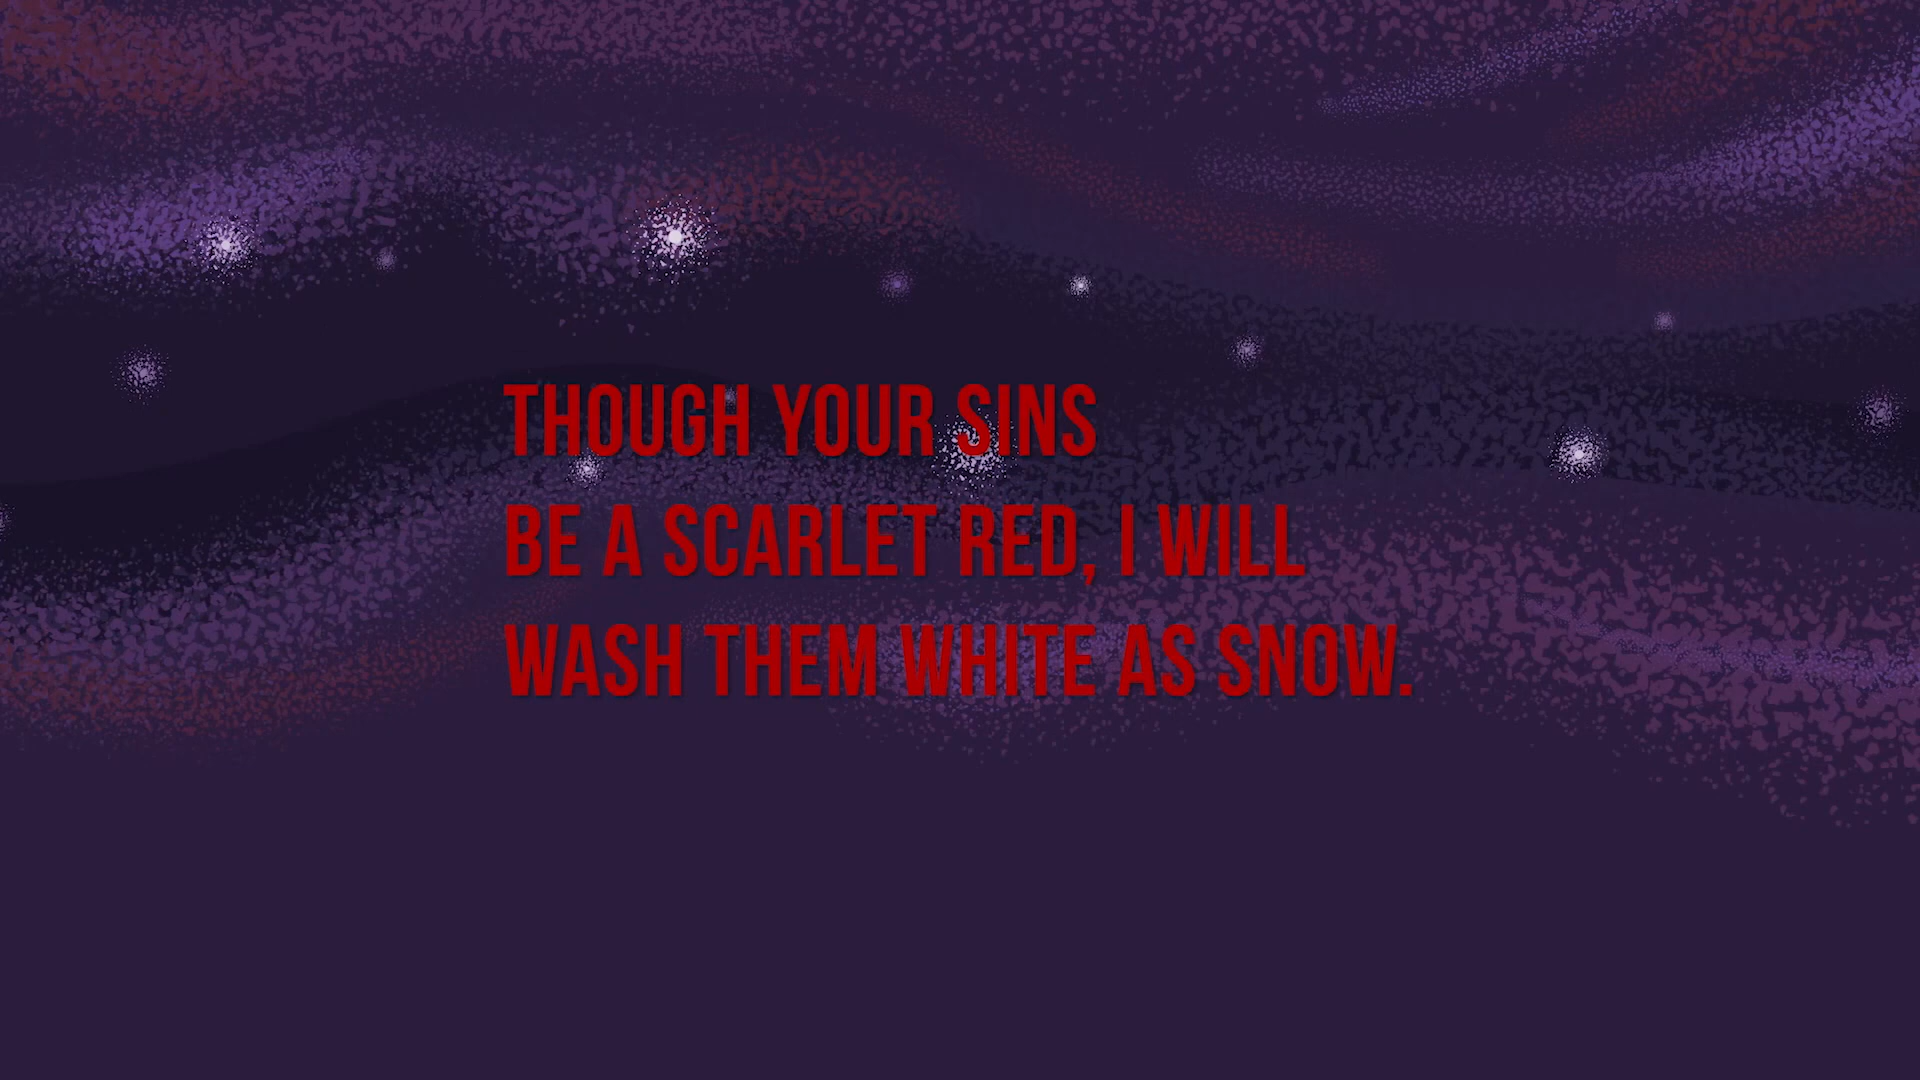 THOUGH YOUR SINS
BE A SCARLET RED, I WILL
WASH THEM WHITE AS SNOW.